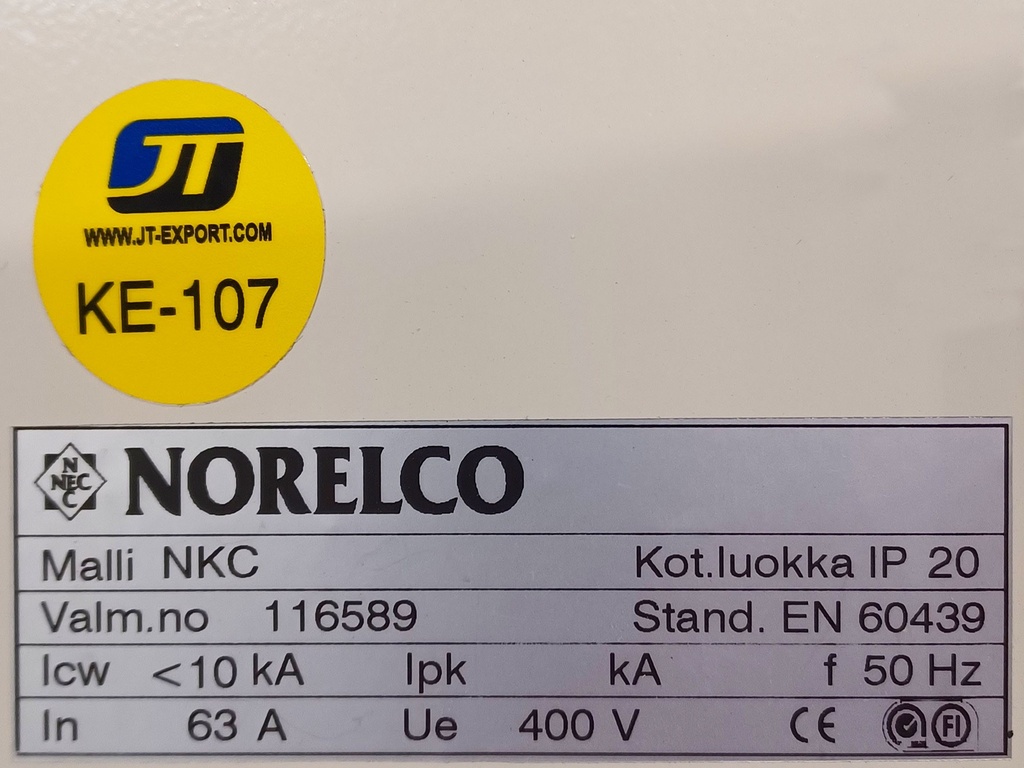 JT
WWW.JT-EXPORT.COM
KE-107
N
NEC
C
NORELCO
Malli NKC Kot.luokka IP 20
Valm.no 116589 Stand. EN 60439
Icw <10 kA Ipk kA f 50 Hz
In 63 A Ue 400 V CE FI